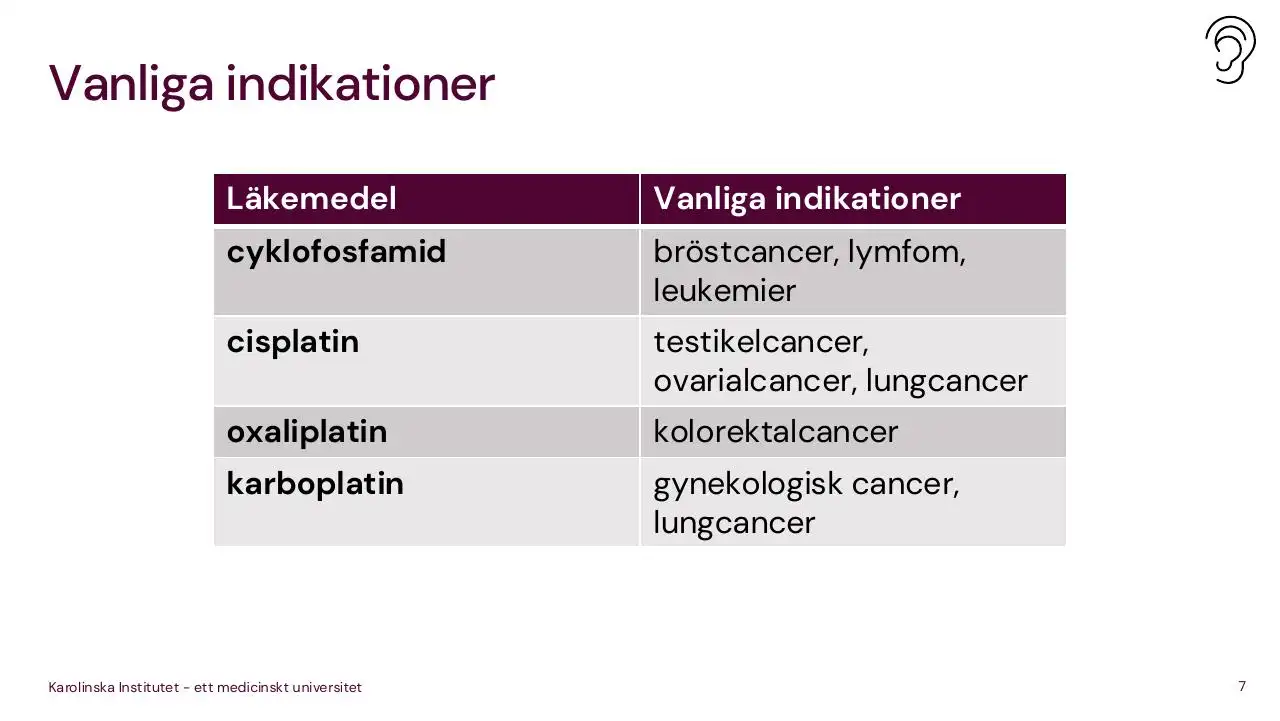 Vanliga indikationer
Läkemedel
Vanliga indikationer
cyklofosfamid
bröstcancer, lymfom,
leukemier
cisplatin
testikelcancer,
ovarialcancer, lungcancer
oxaliplatin
kolorektalcancer
karboplatin
gynekologisk cancer,
lungcancer
Karolinska Institutet - ett medicinskt universitet
7